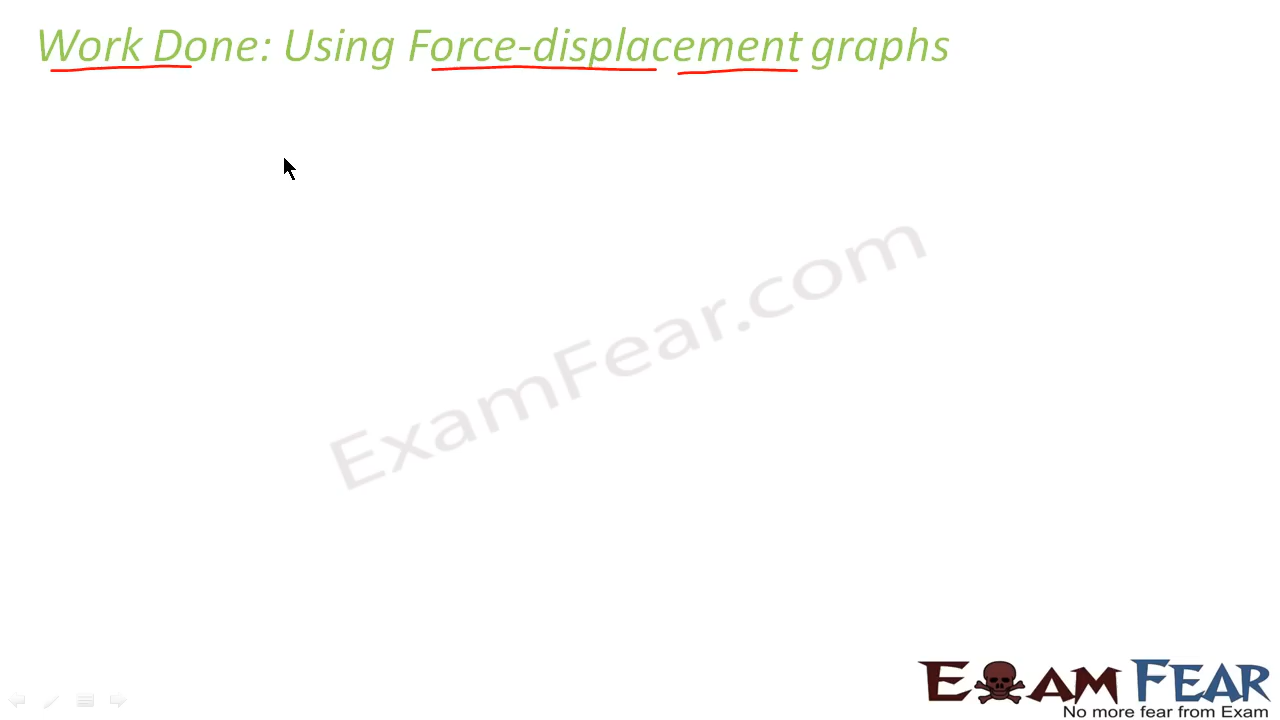 Work Done: Using Force-displacement graphs
ExamFear.com
EXAM FEAR
No more fear from Exam